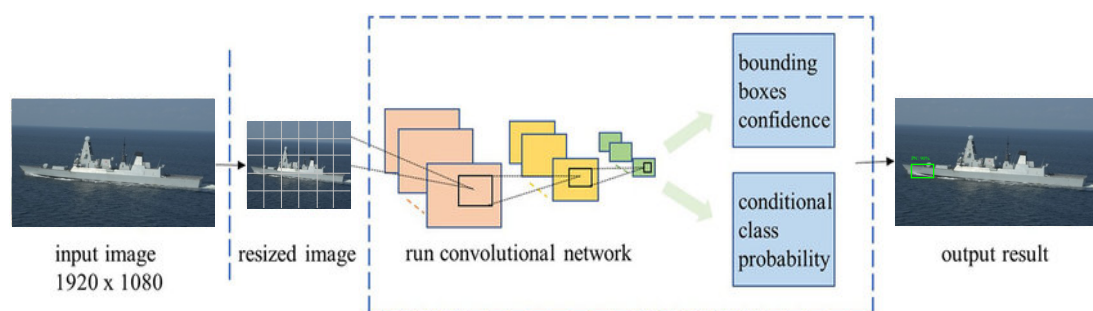 input image
1920 x 1080
resized image
run convolutional network
bounding
boxes
confidence
conditional
class
probability
output result